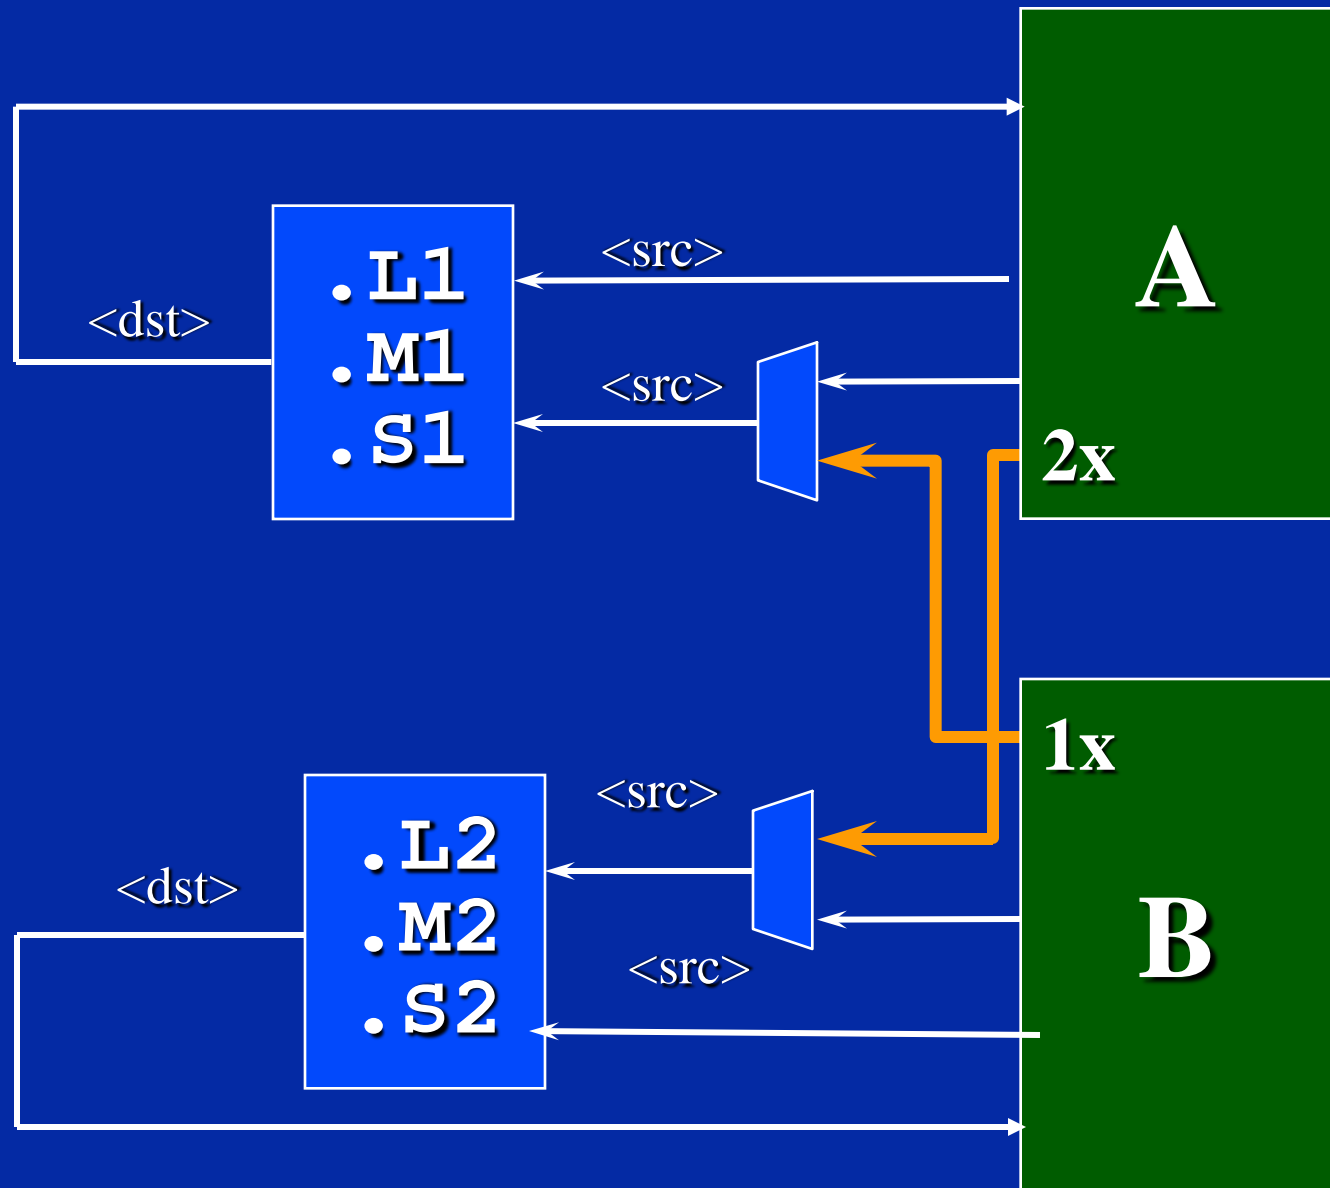 <src>
A
.L1
<dst>
.M1
<src>
.S1
2x
1x
<src>
.L2
<dst>
.M2
B
<src>
.S2